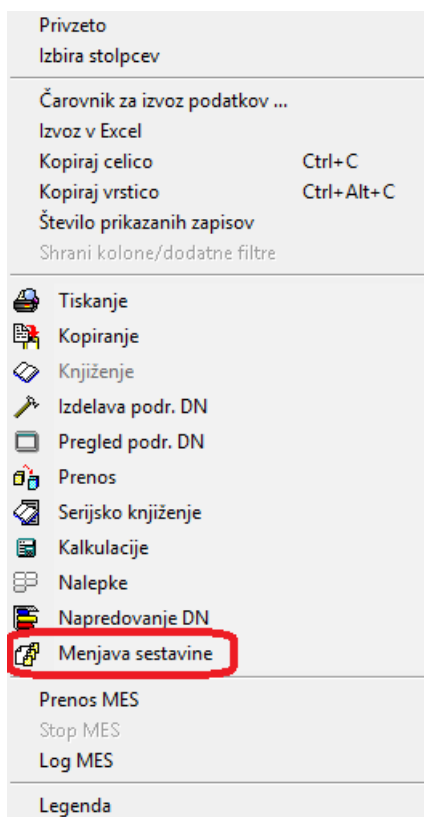 Privzeto
Izbira stolpcev
Čarovnik za izvoz podatkov ...
Izvoz v Excel
Kopiraj celico Ctrl+C
Kopiraj vrstico Ctrl+Alt+C
Število prikazanih zapisov
Shrani kolone/dodatne filtre
Tiskanje
Kopiranje
Knjiženje
Izdelava podr. DN
Pregled podr. DN
Prenos
Serijsko knjiženje
Kalkulacije
Nalepke
Napredovanje DN
Menjava sestavine
Prenos MES
Stop MES
Log MES
Legenda